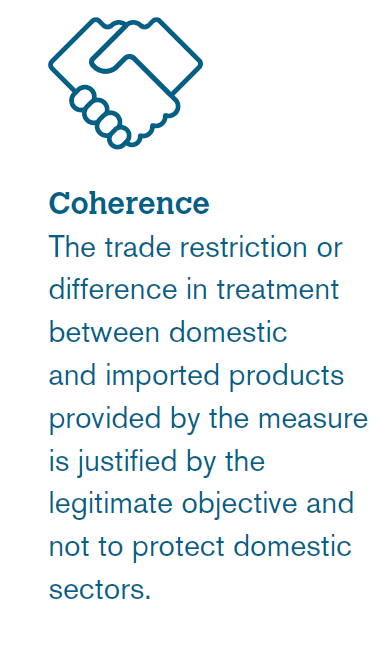 Coherence
The trade restriction or
difference in treatment
between domestic
and imported products
provided by the measure
is justified by the
legitimate objective and
not to protect domestic
sectors.